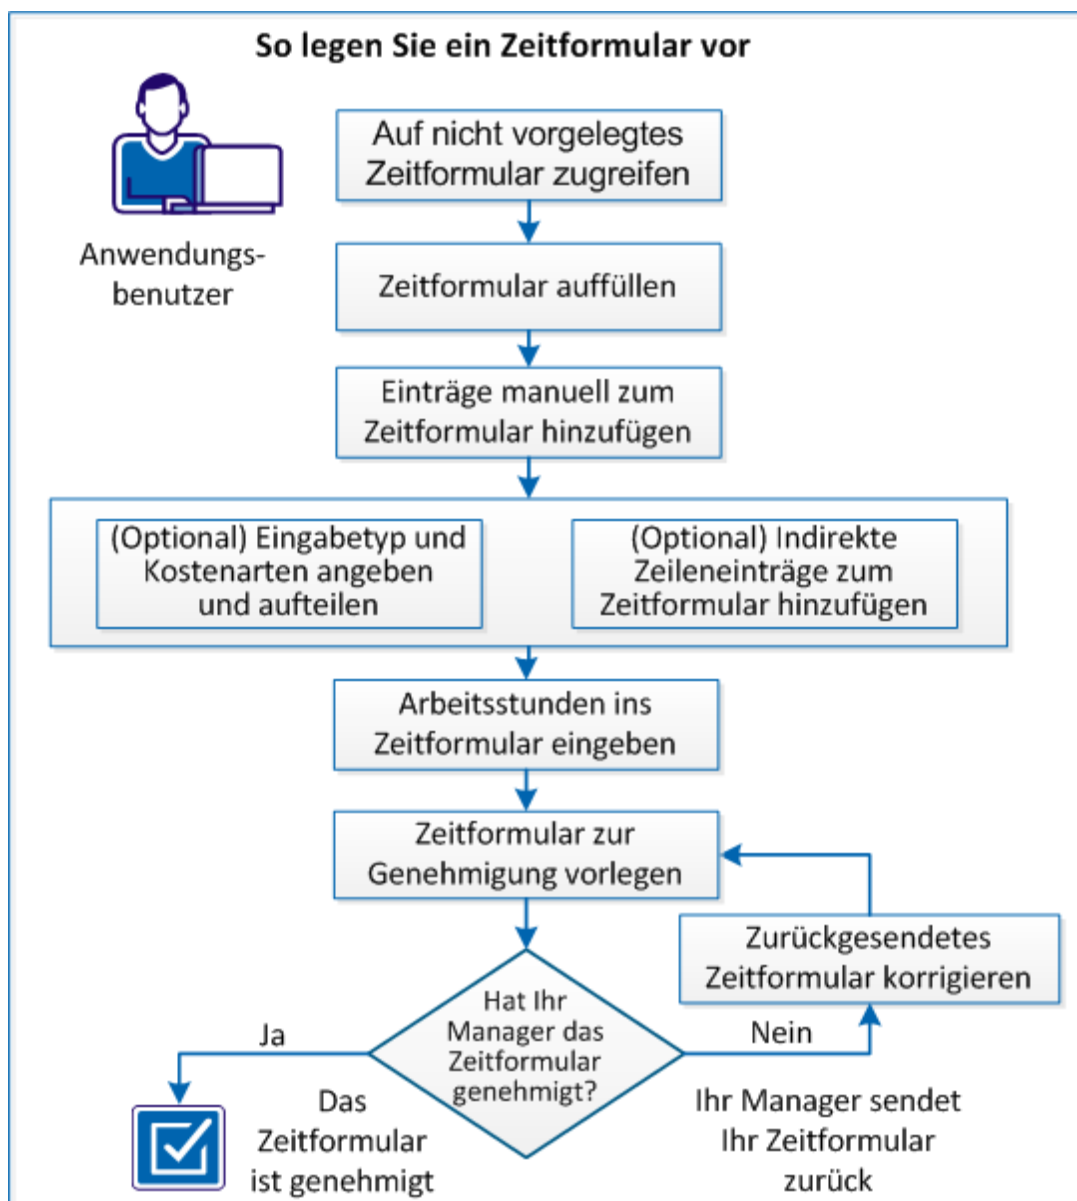 So legen Sie ein Zeitformular vor
Anwendungs-
benutzer
Auf nicht vorgelegtes
Zeitformular zugreifen
Zeitformular auffüllen
Einträge manuell zum
Zeitformular hinzufügen
(Optional) Eingabetyp und
Kostenarten angeben
und aufteilen
(Optional) Indirekte
Zeileneinträge zum
Zeitformular hinzufügen
Arbeitsstunden ins
Zeitformular eingeben
Zeitformular zur
Genehmigung vorlegen
Zurückgesendetes
Zeitformular korrigieren
Hat Ihr
Manager das
Zeitformular
genehmigt?
Ja
Nein
Das
Zeitformular
ist genehmigt
Ihr Manager sendet
Ihr Zeitformular
zurück